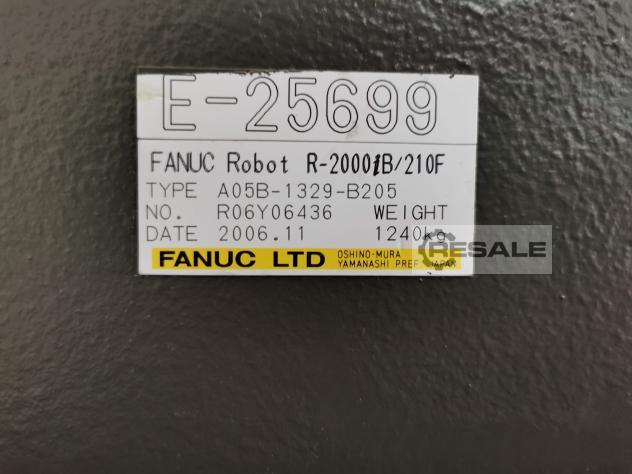 E-25699
FANUC Robot R-2000iB/210F
TYPE A05B-1329-B205
NO. R06Y06436 WEIGHT
DATE 2006.11 1240kg
FANUC LTD OSHINO-MURA
YAMANASHI PREF. JAPAN
RESALE